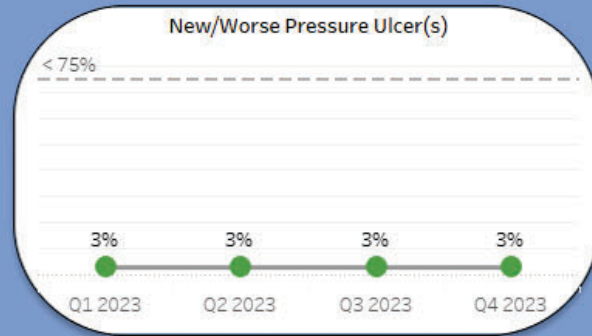 New/Worse Pressure Ulcer(s)
< 75%
3% 3% 3% 3%
Q1 2023 Q2 2023 Q3 2023 Q4 2023